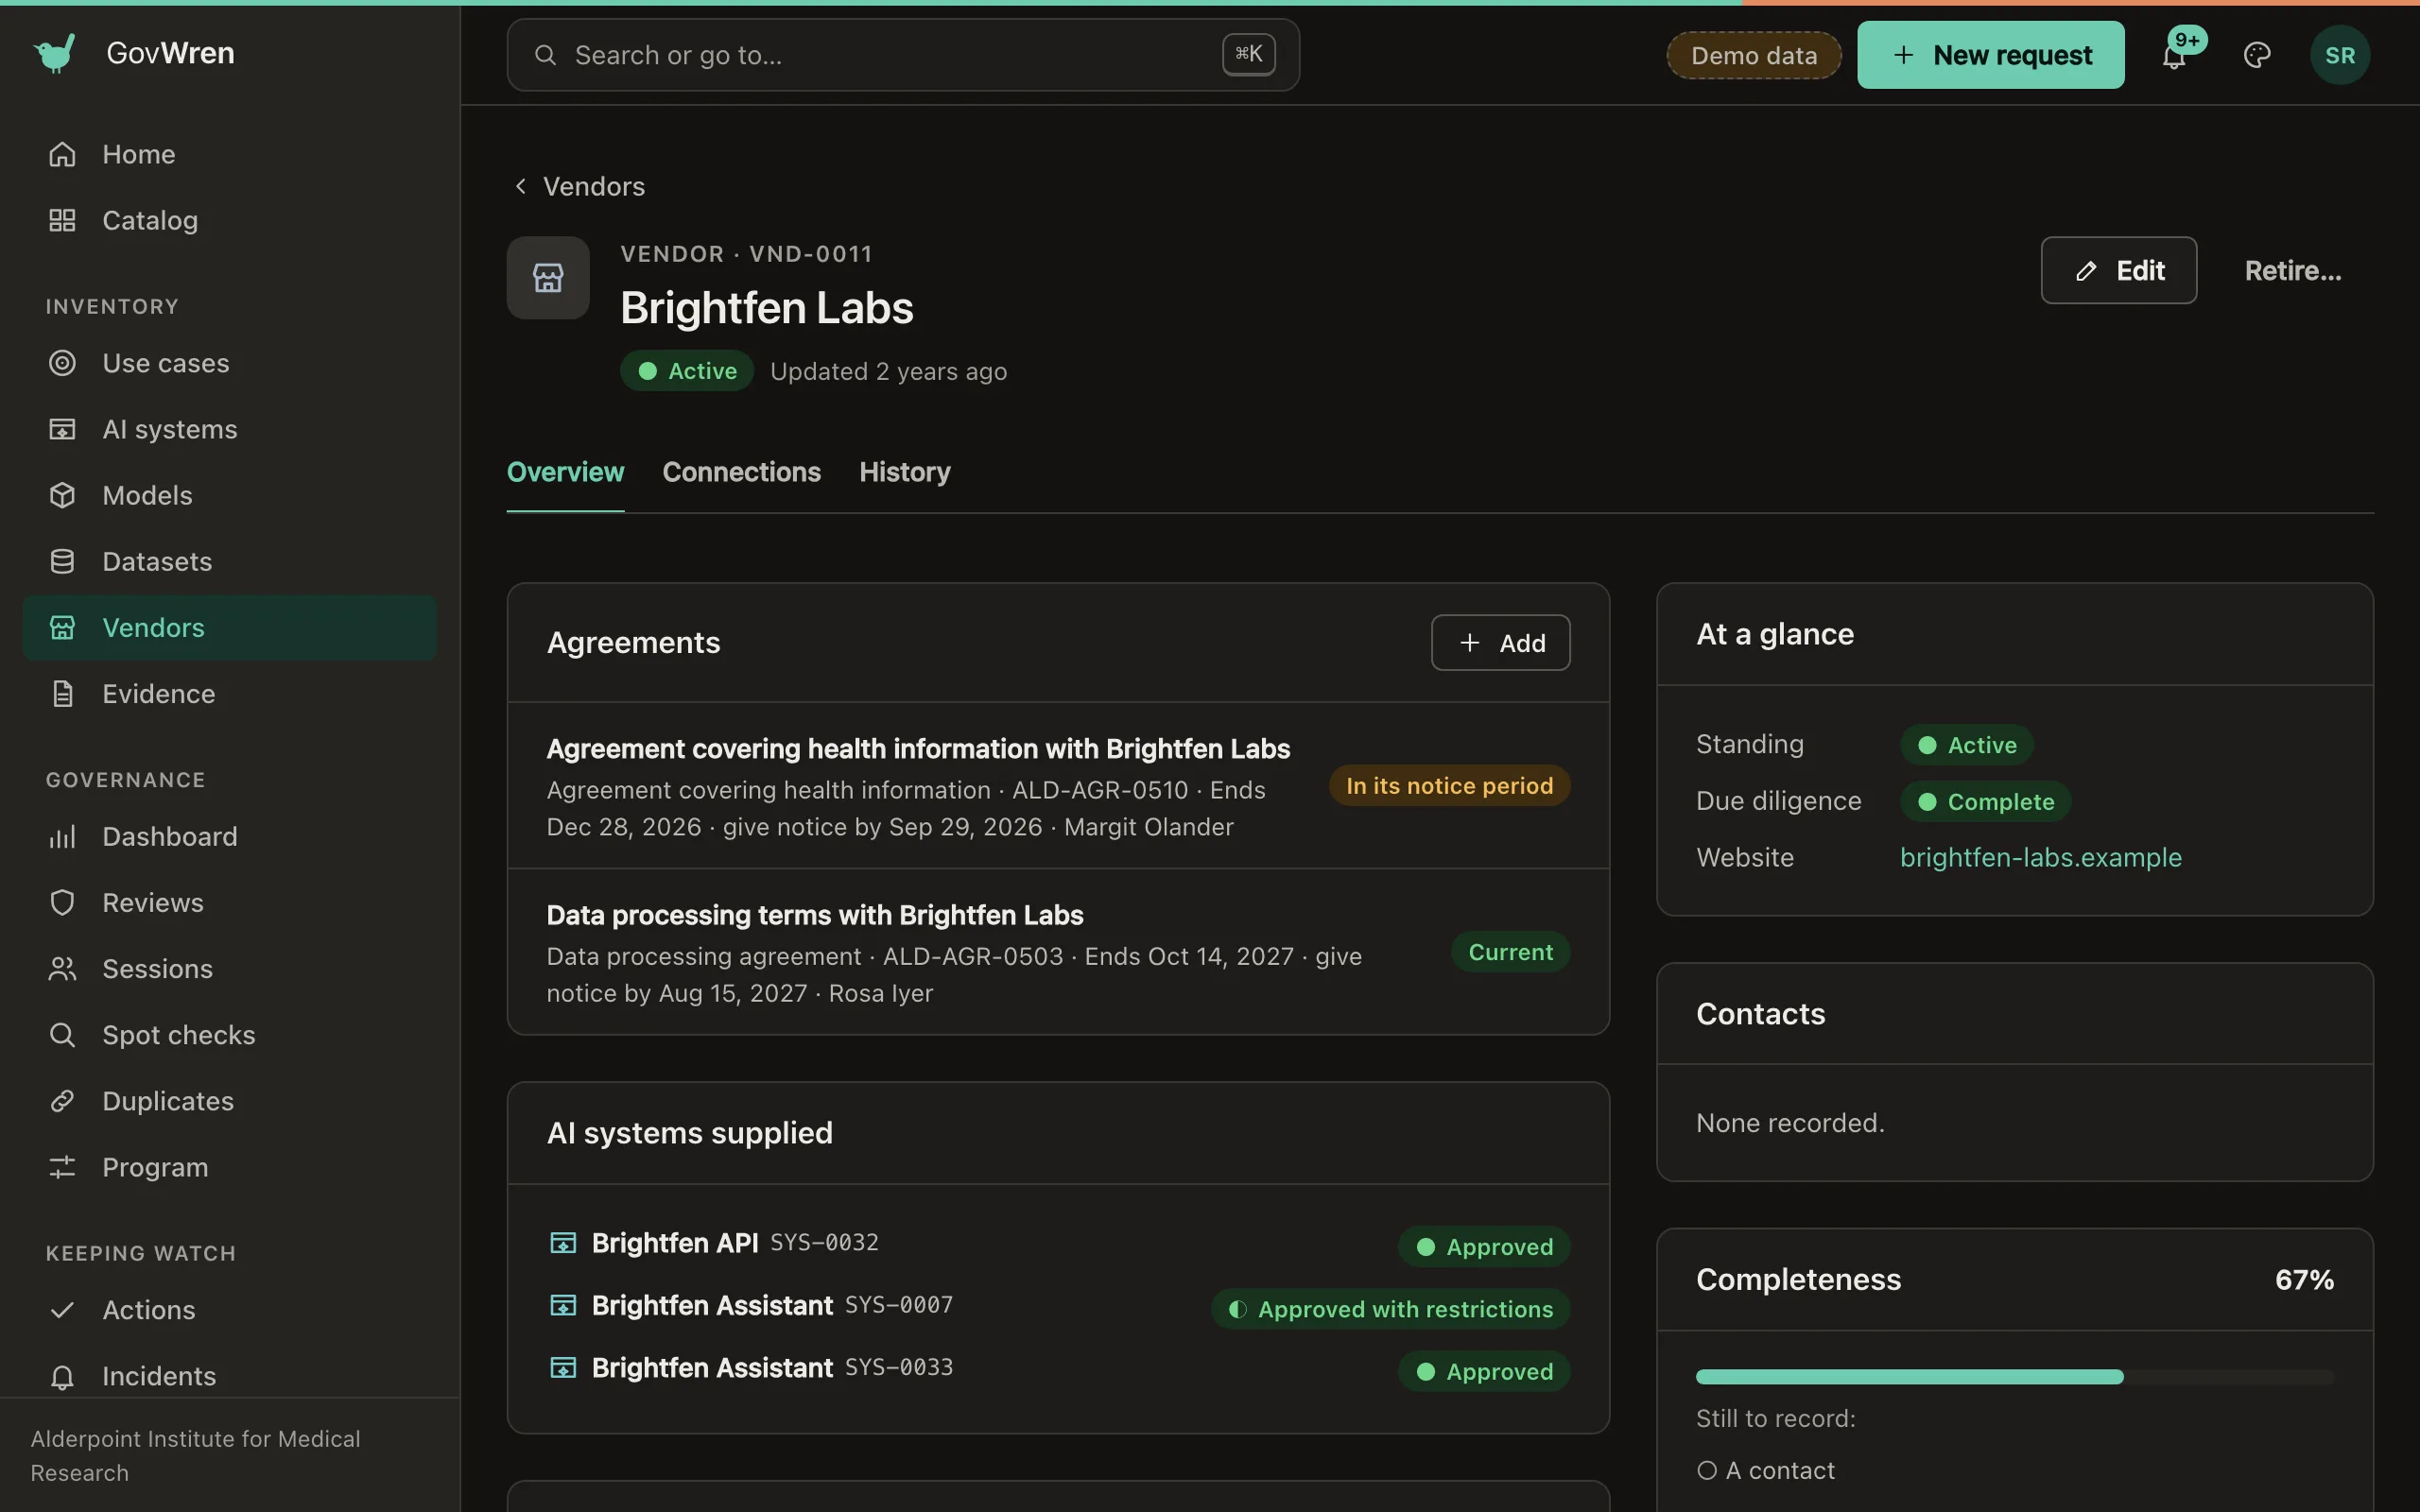 GovWren
Search or go to...
⌘K
Demo data
+ New request
9+
SR
Home
Catalog
INVENTORY
Use cases
AI systems
Models
Datasets
Vendors
Evidence
GOVERNANCE
Dashboard
Reviews
Sessions
Spot checks
Duplicates
Program
KEEPING WATCH
Actions
Incidents
Alderpoint Institute for Medical
Research
Vendors
VENDOR · VND-0011
Brightfen Labs
Active
Updated 2 years ago
Edit
Retire...
Overview
Connections
History
Agreements
+ Add
Agreement covering health information with Brightfen Labs
Agreement covering health information · ALD-AGR-0510 · Ends
Dec 28, 2026 · give notice by Sep 29, 2026 · Margit Olander
In its notice period
Data processing terms with Brightfen Labs
Data processing agreement · ALD-AGR-0503 · Ends Oct 14, 2027 · give
notice by Aug 15, 2027 · Rosa Iyer
Current
AI systems supplied
Brightfen API SYS-0032
Approved
Brightfen Assistant SYS-0007
Approved with restrictions
Brightfen Assistant SYS-0033
Approved
At a glance
Standing
Active
Due diligence
Complete
Website
brightfen-labs.example
Contacts
None recorded.
Completeness
67%
Still to record:
A contact